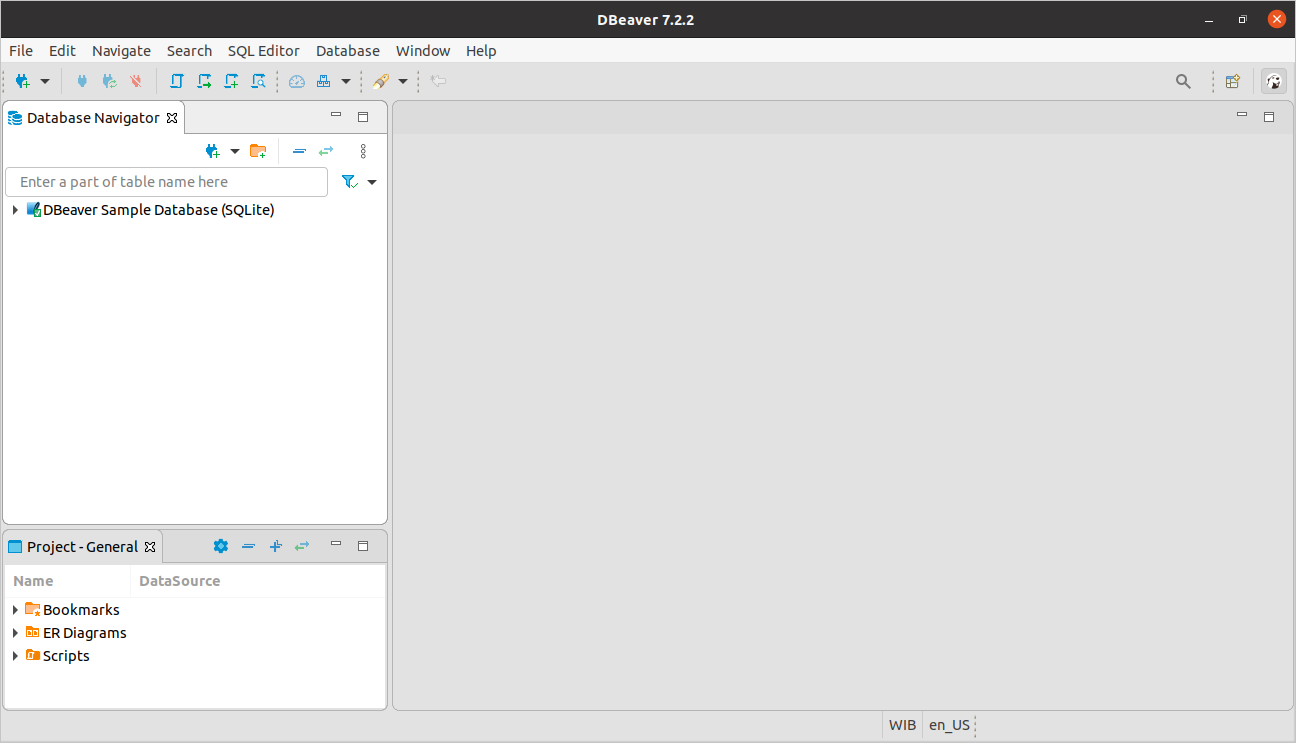 DBeaver 7.2.2
File Edit Navigate Search SQL Editor Database Window Help
Database Navigator
Enter a part of table name here
DBeaver Sample Database (SQLite)
Project - General
Name DataSource
Bookmarks
ER Diagrams
Scripts
WIB en_US